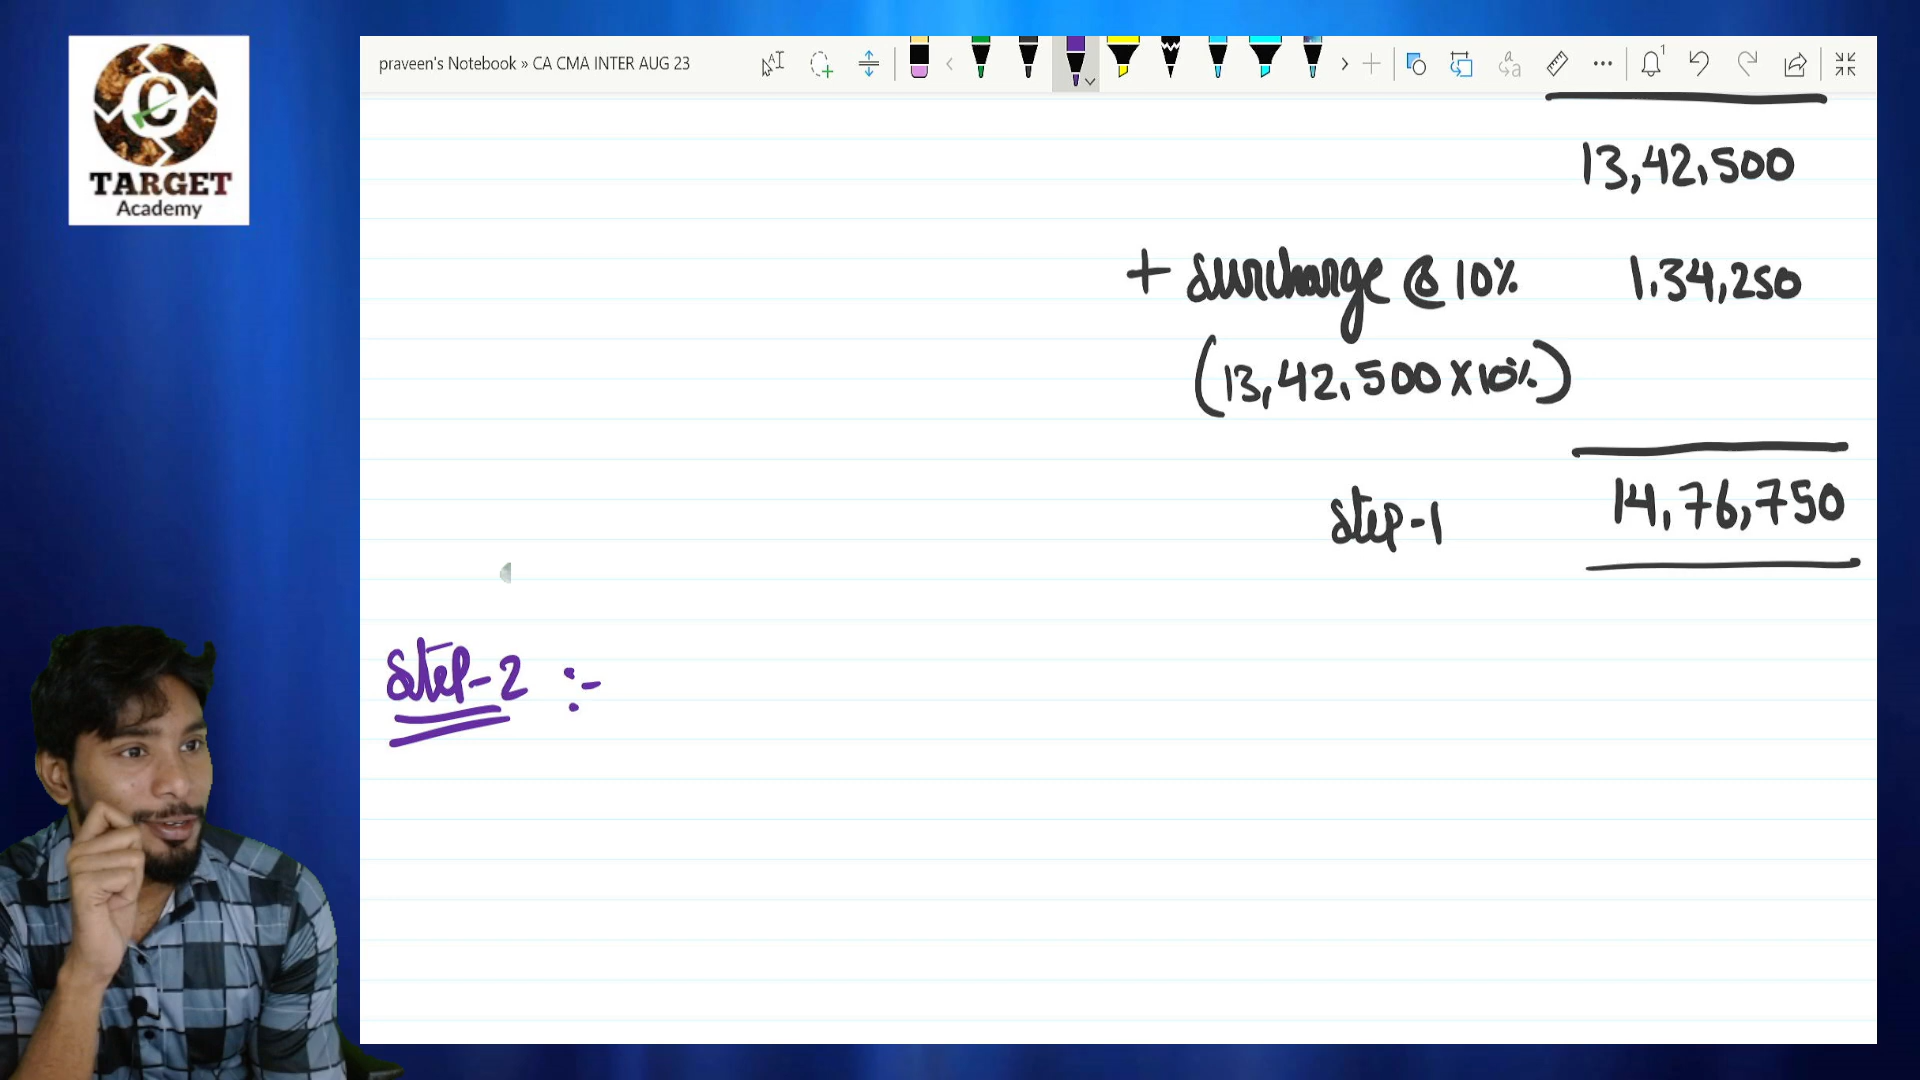 C
TARGET
Academy
praveen's Notebook » CA CMA INTER AUG 23
13,42,500
+ surcharge @ 10% 1.34,250
(13,42,500 X 10%)
Step-1 14,76,750
Step-2 :-